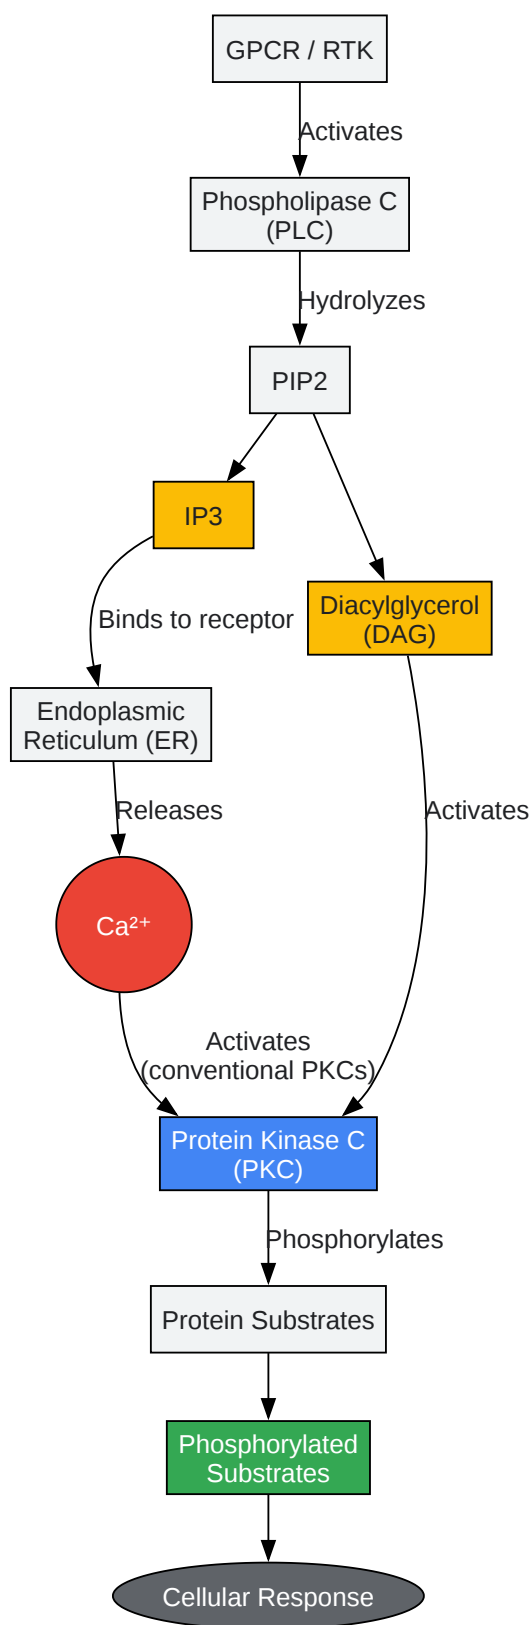 GPCR / RTK
Activates
Phospholipase C
(PLC)
Hydrolyzes
PIP2
IP3
Diacylglycerol
(DAG)
Binds to receptor
Endoplasmic
Reticulum (ER)
Releases
Activates
Ca²⁺
Activates
(conventional PKCs)
Protein Kinase C
(PKC)
Phosphorylates
Protein Substrates
Phosphorylated
Substrates
Cellular Response